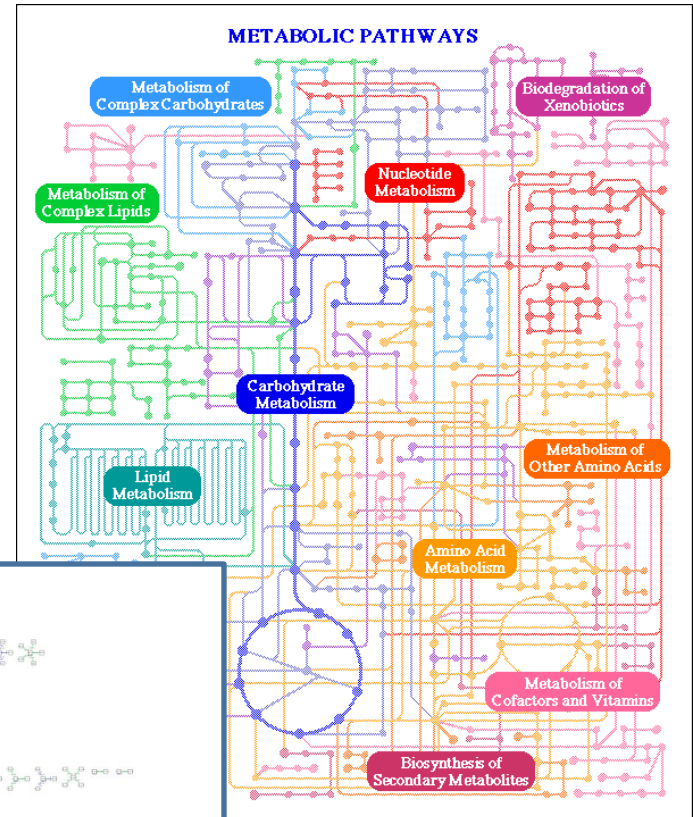 METABOLIC PATHWAYS
Metabolism of
Complex Carbohydrates
Biodegradation of
Xenobiotics
Nucleotide
Metabolism
Metabolism of
Complex Lipids
Carbohydrate
Metabolism
Metabolism of
Other Amino Acids
Lipid
Metabolism
Amino Acid
Metabolism
Metabolism of
Cofactors and Vitamins
Biosynthesis of
Secondary Metabolites